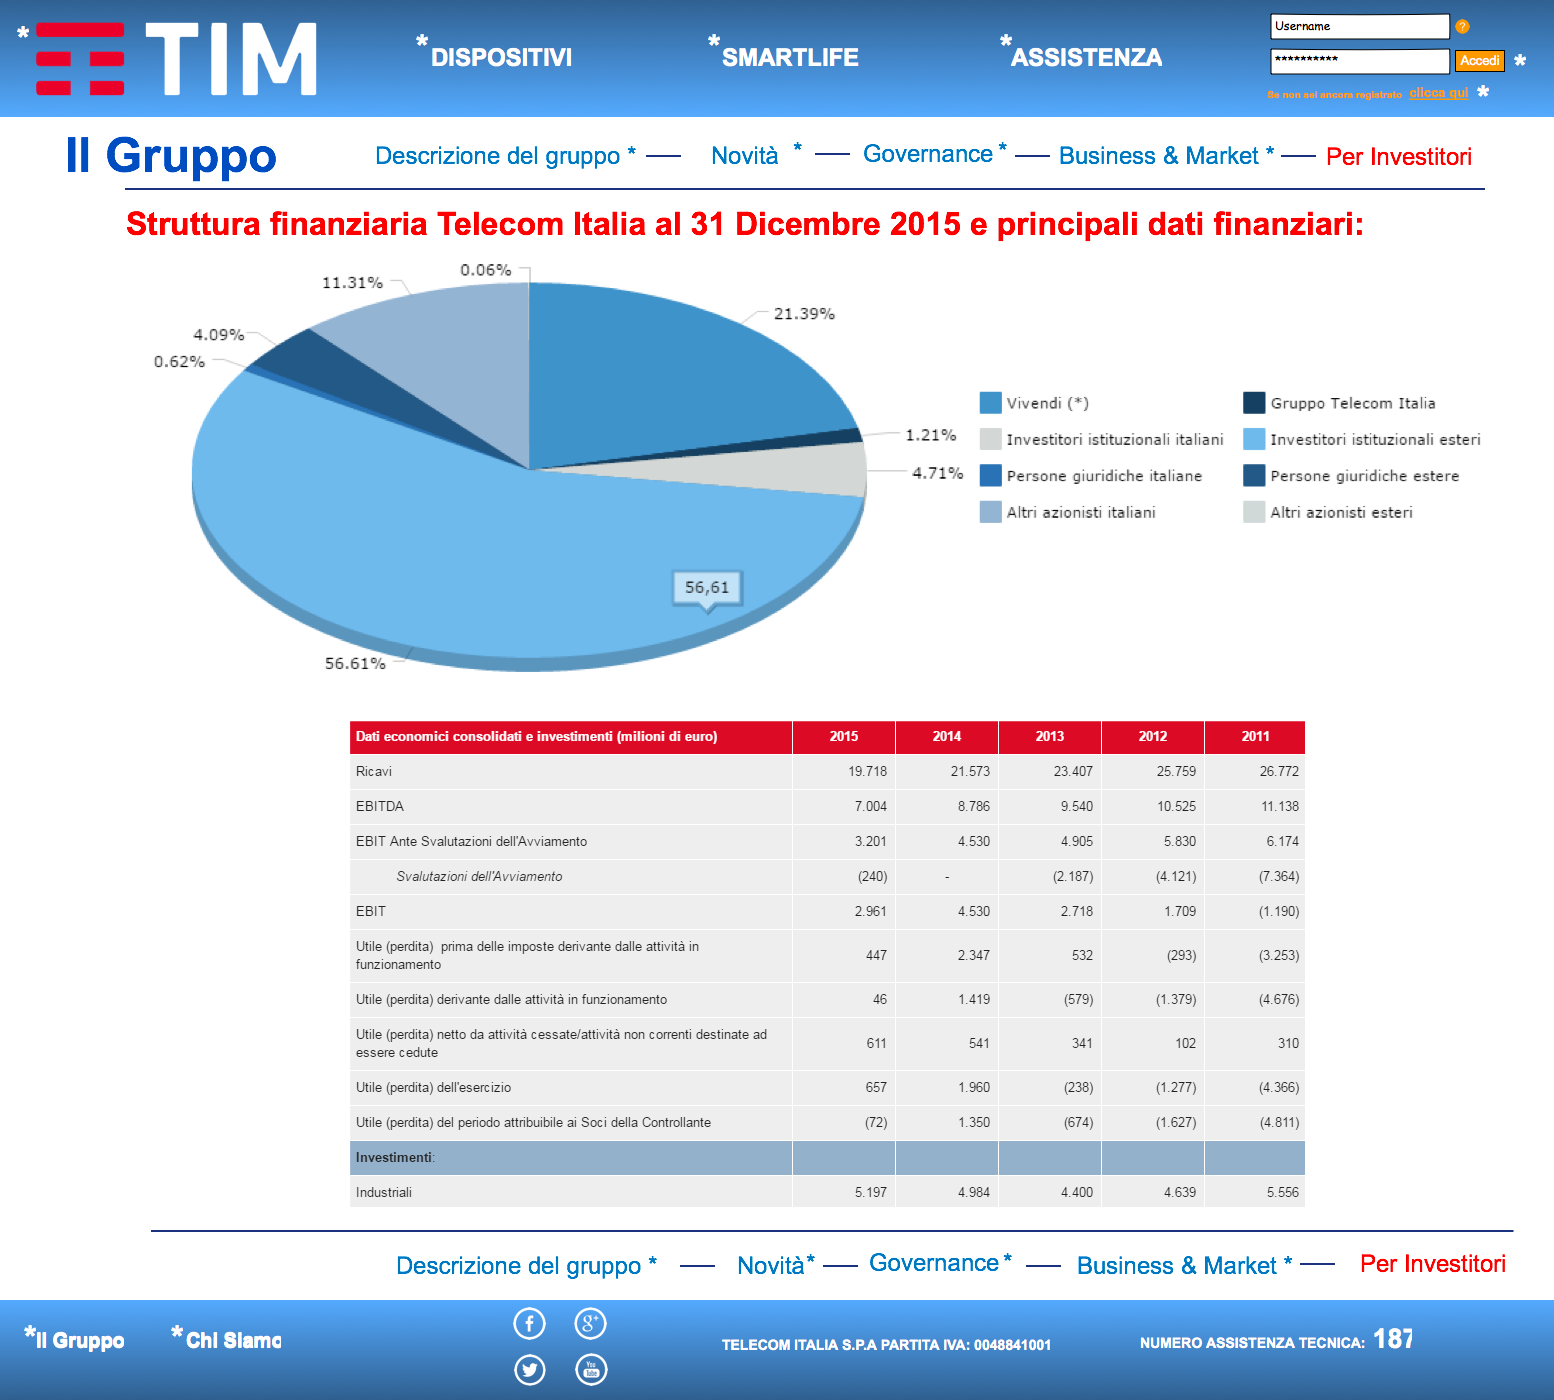 * TIM
*DISPOSITIVI
*SMARTLIFE
*ASSISTENZA
Username
?
**********
Accedi *
Se non sei ancora registrato clicca qui *
Il Gruppo
Descrizione del gruppo * — Novità * — Governance * — Business & Market * — Per Investitori
Struttura finanziaria Telecom Italia al 31 Dicembre 2015 e principali dati finanziari:
0.06%
11.31%
21.39%
4.09%
0.62%
1.21%
4.71%
56,61
56.61%
Vivendi (*)
Gruppo Telecom Italia
Investitori istituzionali italiani
Investitori istituzionali esteri
Persone giuridiche italiane
Persone giuridiche estere
Altri azionisti italiani
Altri azionisti esteri
Dati economici consolidati e investimenti (milioni di euro) 2015 2014 2013 2012 2011
Ricavi 19.718 21.573 23.407 25.759 26.772
EBITDA 7.004 8.786 9.540 10.525 11.138
EBIT Ante Svalutazioni dell'Avviamento 3.201 4.530 4.905 5.830 6.174
Svalutazioni dell'Avviamento (240) - (2.187) (4.121) (7.364)
EBIT 2.961 4.530 2.718 1.709 (1.190)
Utile (perdita) prima delle imposte derivante dalle attività in
funzionamento 447 2.347 532 (293) (3.253)
Utile (perdita) derivante dalle attività in funzionamento 46 1.419 (579) (1.379) (4.676)
Utile (perdita) netto da attività cessate/attività non correnti destinate ad
essere cedute 611 541 341 102 310
Utile (perdita) dell'esercizio 657 1.960 (238) (1.277) (4.366)
Utile (perdita) del periodo attribuibile ai Soci della Controllante (72) 1.350 (674) (1.627) (4.811)
Investimenti:
Industriali 5.197 4.984 4.400 4.639 5.556
Descrizione del gruppo * — Novità* — Governance * — Business & Market * — Per Investitori
*Il Gruppo
*Chi Siamo
f
g+
You Tube
TELECOM ITALIA S.P.A PARTITA IVA: 0048841001
NUMERO ASSISTENZA TECNICA: 187